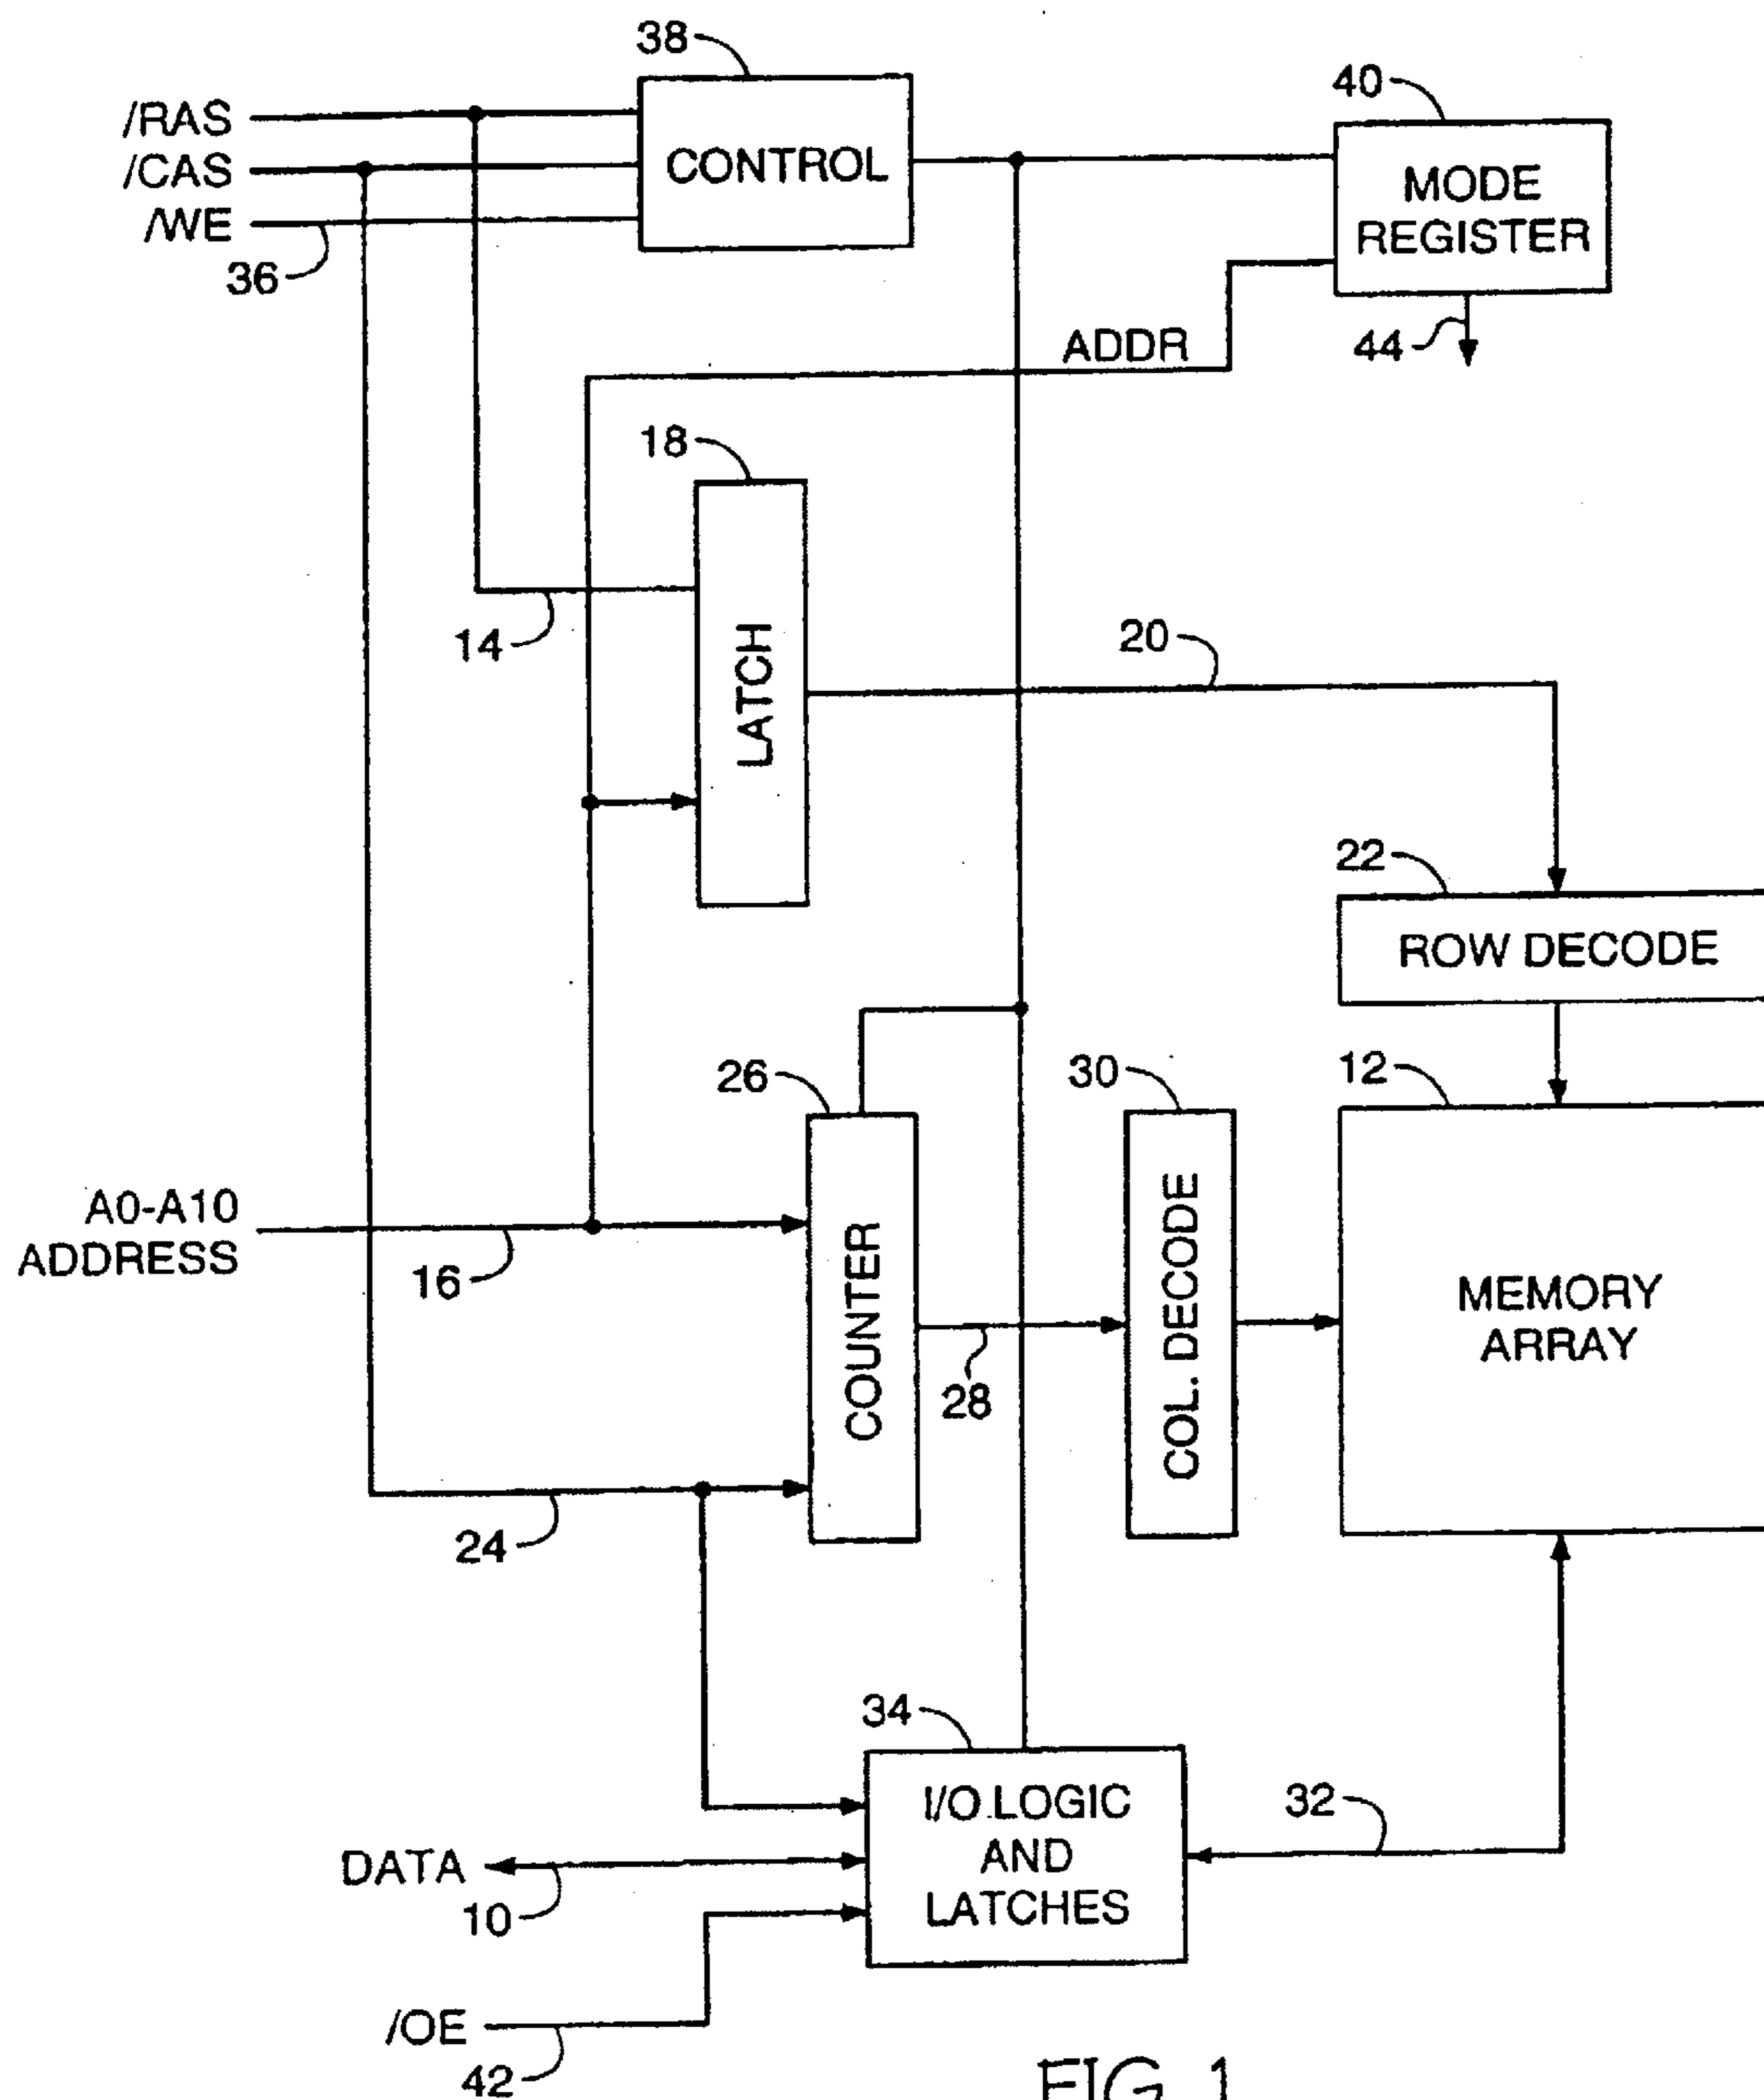 38
40
/RAS
/CAS
/WE
36
CONTROL
MODE
REGISTER
44
ADDR
18
14
LATCH
20
22
ROW DECODE
12
26
30
A0-A10
ADDRESS
16
COUNTER
28
COL. DECODE
MEMORY
ARRAY
24
34
I/O LOGIC
AND
LATCHES
32
DATA
10
/OE
42
FIG. 1